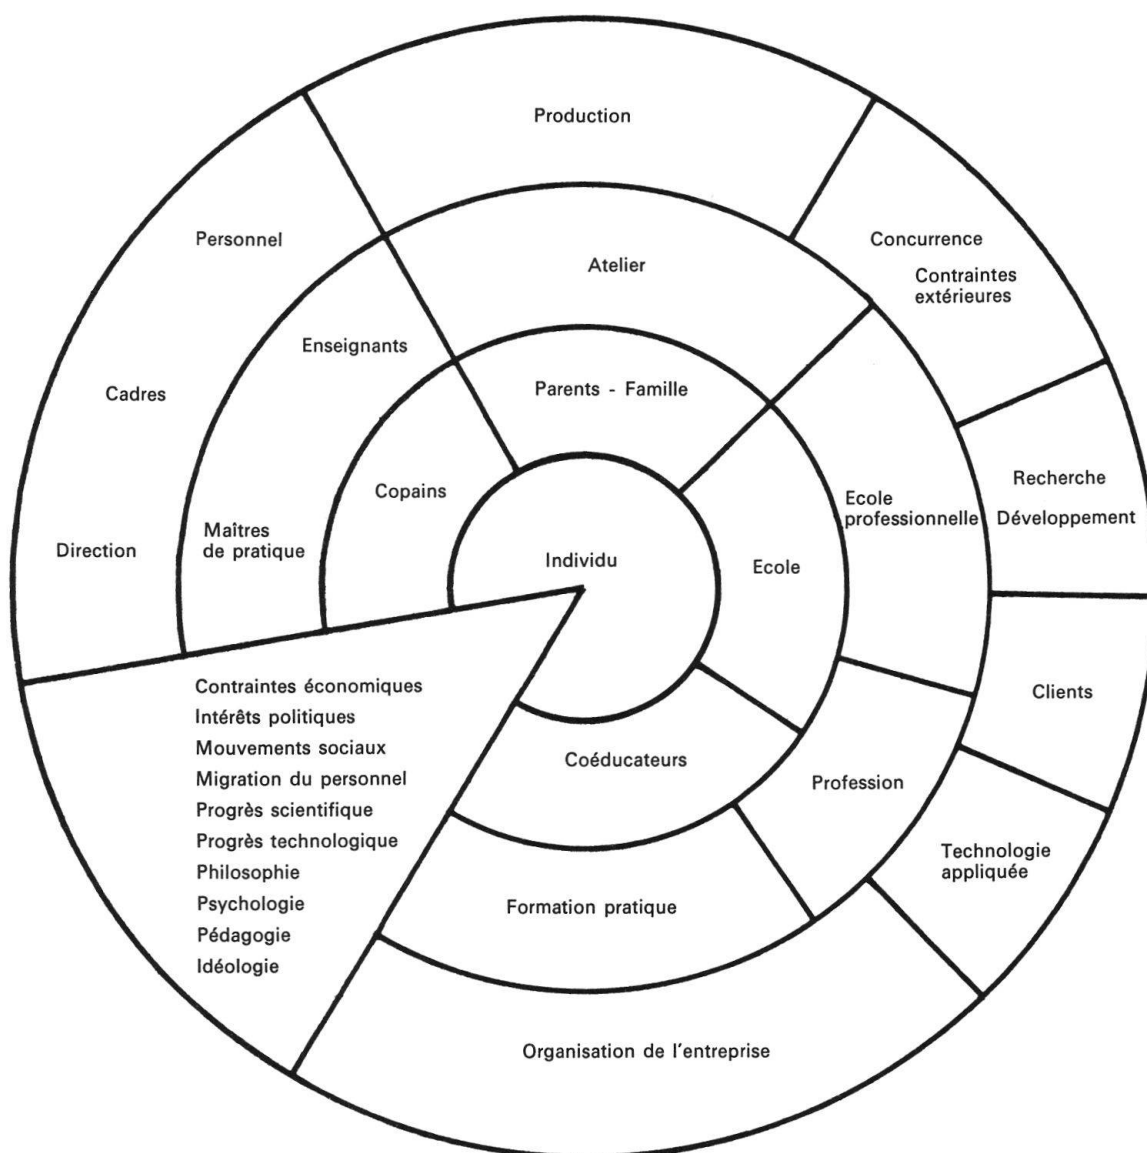 Production
Personnel
Concurrence
Atelier
Contraintes
extérieures
Enseignants
Cadres
Parents - Famille
Recherche
Copains
Ecole
professionnelle
Développement
Maîtres
de pratique
Direction
Individu
Ecole
Contraintes économiques
Intérêts politiques
Mouvements sociaux
Migration du personnel
Progrès scientifique
Progrès technologique
Philosophie
Psychologie
Pédagogie
Idéologie
Clients
Coéducateurs
Profession
Technologie
appliquée
Formation pratique
Organisation de l'entreprise